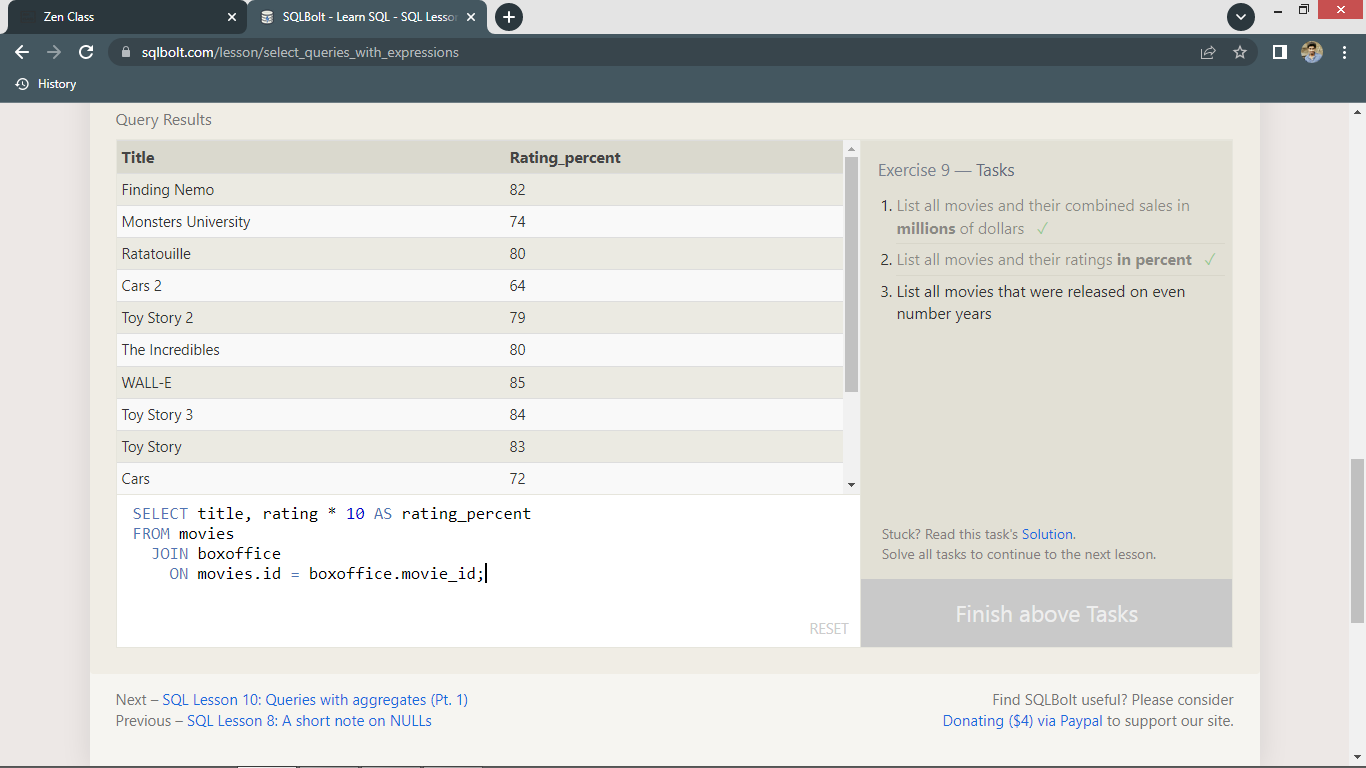 Zen Class
SQLBolt - Learn SQL - SQL Lesson
sqlbolt.com/lesson/select_queries_with_expressions
History
Query Results
Title Rating_percent
Finding Nemo 82
Monsters University 74
Ratatouille 80
Cars 2 64
Toy Story 2 79
The Incredibles 80
WALL-E 85
Toy Story 3 84
Toy Story 83
Cars 72
SELECT title, rating * 10 AS rating_percent
FROM movies
JOIN boxoffice
ON movies.id = boxoffice.movie_id;
RESET
Exercise 9 — Tasks
1. List all movies and their combined sales in
millions of dollars ✓
2. List all movies and their ratings in percent ✓
3. List all movies that were released on even
number years
Stuck? Read this task's Solution.
Solve all tasks to continue to the next lesson.
Finish above Tasks
Next – SQL Lesson 10: Queries with aggregates (Pt. 1)
Previous – SQL Lesson 8: A short note on NULLs
Find SQLBolt useful? Please consider
Donating ($4) via Paypal to support our site.